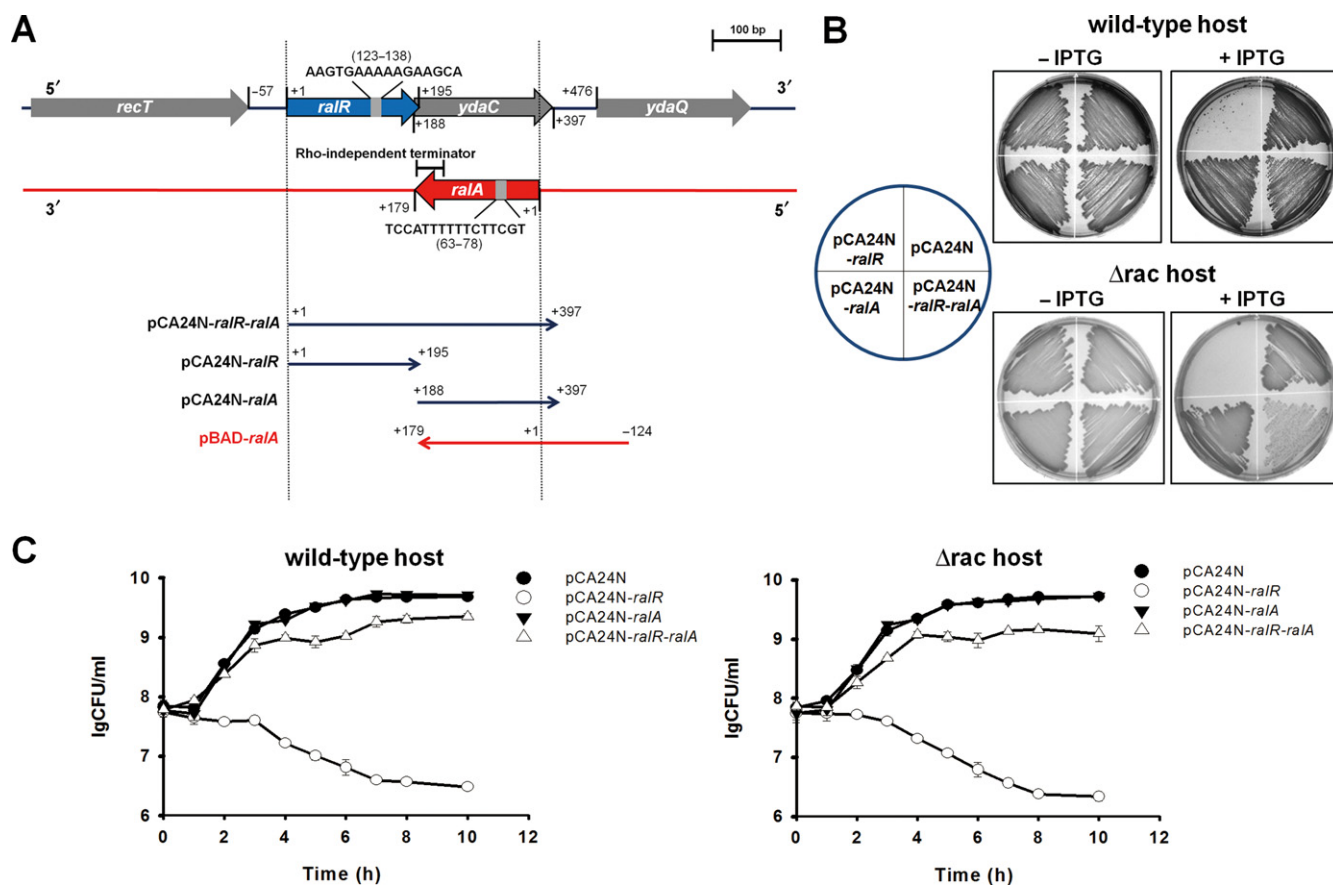 A
100 bp
(123–138)
AAGTGAAAAAGAAGCA
5′
–57
+1
+195
+476
3′
recT
ralR
ydaC
ydaQ
+188
+397
Rho-independent terminator
ralA
3′
+179
+1
5′
TCCATTTTTTCTTCGT
(63–78)
pCA24N-ralR-ralA
+1
+397
pCA24N-ralR
+1
+195
pCA24N-ralA
+188
+397
pBAD-ralA
+179
+1
–124
B
wild-type host
– IPTG
+ IPTG
pCA24N
-ralR
pCA24N
pCA24N
-ralA
pCA24N
-ralR-ralA
Δrac host
– IPTG
+ IPTG
C
wild-type host
pCA24N
pCA24N-ralR
pCA24N-ralA
pCA24N-ralR-ralA
lgCFU/ml
10
9
8
7
6
0 2 4 6 8 10 12
Time (h)
Δrac host
pCA24N
pCA24N-ralR
pCA24N-ralA
pCA24N-ralR-ralA
lgCFU/ml
10
9
8
7
6
0 2 4 6 8 10 12
Time (h)